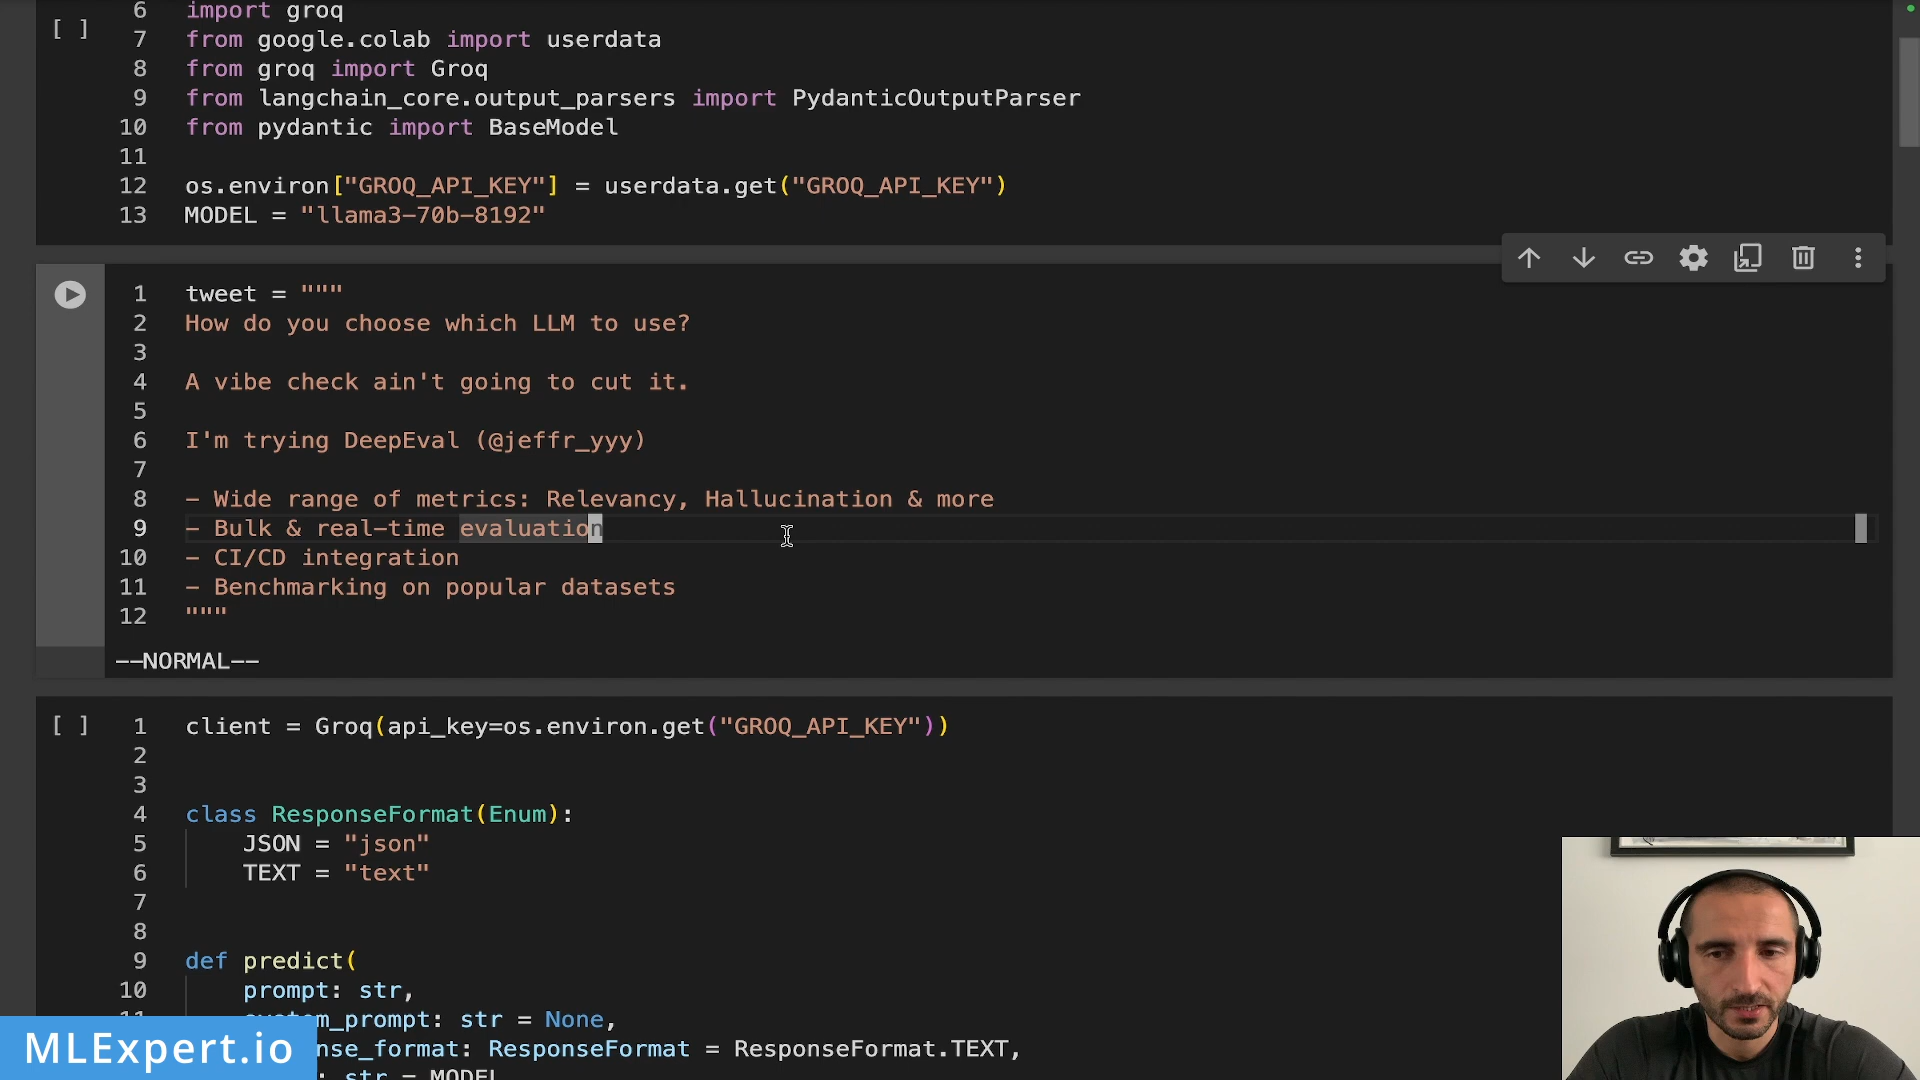 [ ]
6 import groq
7 from google.colab import userdata
8 from groq import Groq
9 from langchain_core.output_parsers import PydanticOutputParser
10 from pydantic import BaseModel
11
12 os.environ["GROQ_API_KEY"] = userdata.get("GROQ_API_KEY")
13 MODEL = "llama3-70b-8192"
1 tweet = """
2 How do you choose which LLM to use?
3
4 A vibe check ain't going to cut it.
5
6 I'm trying DeepEval (@jeffr_yyy)
7
8 - Wide range of metrics: Relevancy, Hallucination & more
9 - Bulk & real-time evaluation
10 - CI/CD integration
11 - Benchmarking on popular datasets
12 """
--NORMAL--
[ ] 1 client = Groq(api_key=os.environ.get("GROQ_API_KEY"))
2
3
4 class ResponseFormat(Enum):
5 JSON = "json"
6 TEXT = "text"
7
8
9 def predict(
10 prompt: str,
m_prompt: str = None,
nse_format: ResponseFormat = ResponseFormat.TEXT,
: str = MODEL
MLExpert.io